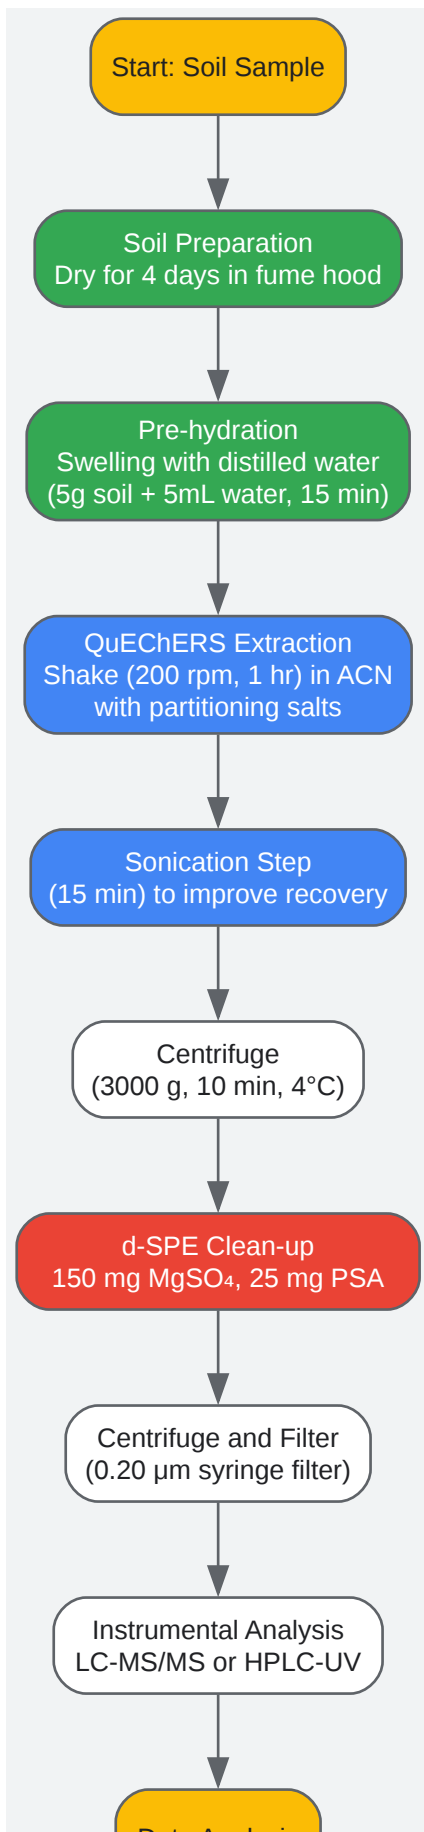 Start: Soil Sample
Soil Preparation
Dry for 4 days in fume hood
Pre-hydration
Swelling with distilled water
(5g soil + 5mL water, 15 min)
QuEChERS Extraction
Shake (200 rpm, 1 hr) in ACN
with partitioning salts
Sonication Step
(15 min) to improve recovery
Centrifuge
(3000 g, 10 min, 4°C)
d-SPE Clean-up
150 mg MgSO₄, 25 mg PSA
Centrifuge and Filter
(0.20 μm syringe filter)
Instrumental Analysis
LC-MS/MS or HPLC-UV
Data Analysis